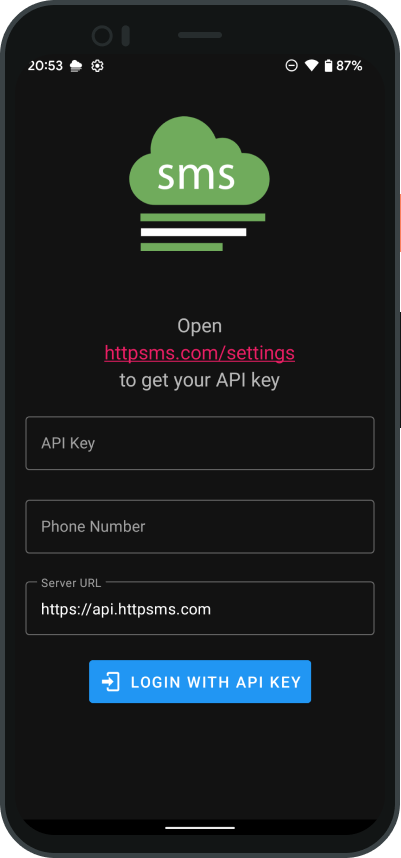 20:53
87%
sms
Open
httpsms.com/settings
to get your API key
API Key
Phone Number
Server URL
https://api.httpsms.com
LOGIN WITH API KEY